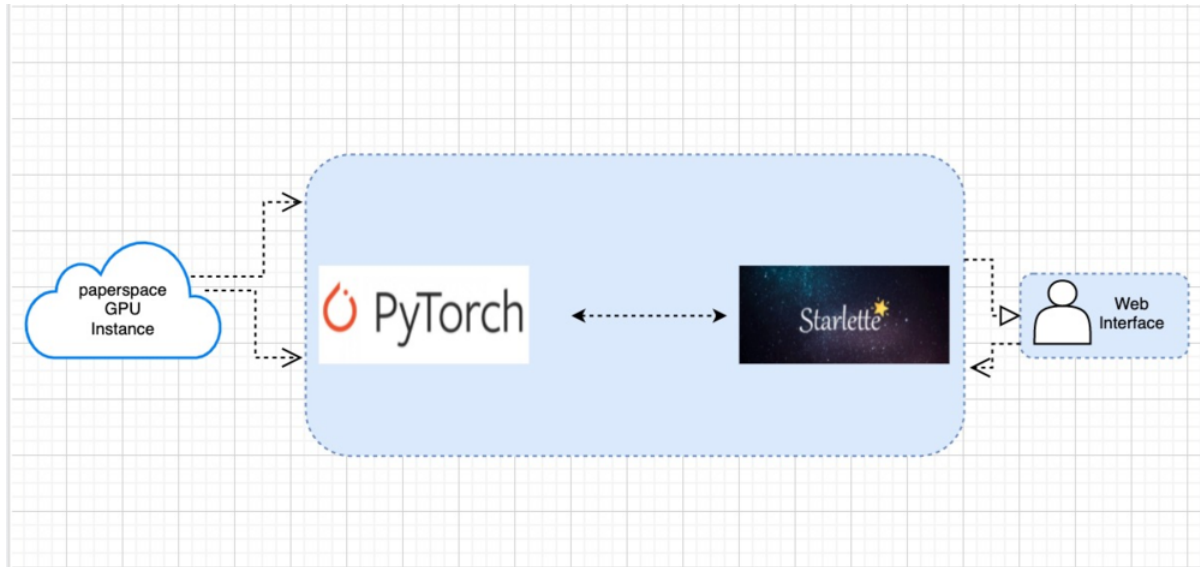 paperspace
GPU
Instance
PyTorch
Starlette
Web
Interface